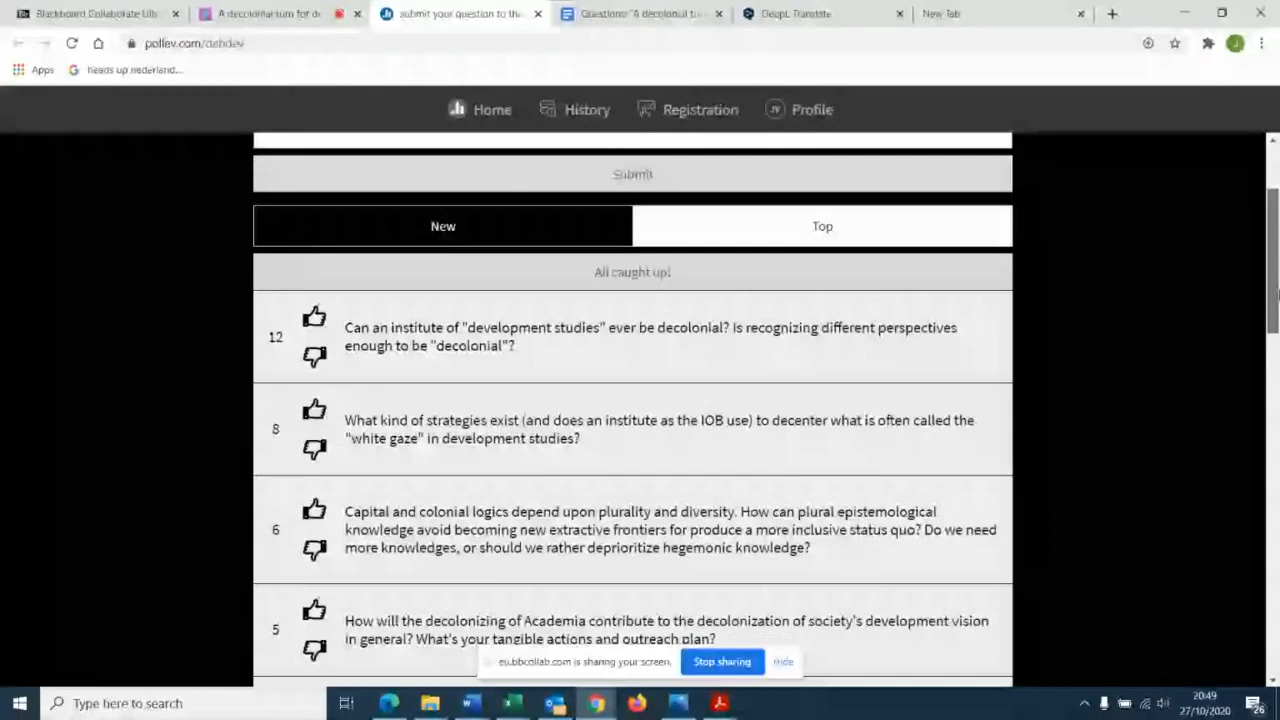 Blackboard Collaborate Ultr
A decolonial turn for de
submit your question to the
Questions: "A decolonial tu
DeepL Translate
New Tab
pollev.com/debdev
J
Apps
heads up nederland...
Home
History
Registration
JV
Profile
Submit
New
Top
All caught up!
12
Can an institute of "development studies" ever be decolonial? Is recognizing different perspectives
enough to be "decolonial"?
8
What kind of strategies exist (and does an institute as the IOB use) to decenter what is often called the
"white gaze" in development studies?
6
Capital and colonial logics depend upon plurality and diversity. How can plural epistemological
knowledge avoid becoming new extractive frontiers for produce a more inclusive status quo? Do we need
more knowledges, or should we rather deprioritize hegemonic knowledge?
5
How will the decolonizing of Academia contribute to the decolonization of society's development vision
in general? What's your tangible actions and outreach plan?
eu.bbcollab.com is sharing your screen.
Stop sharing
Hide
Type here to search
20:49
27/10/2020
26